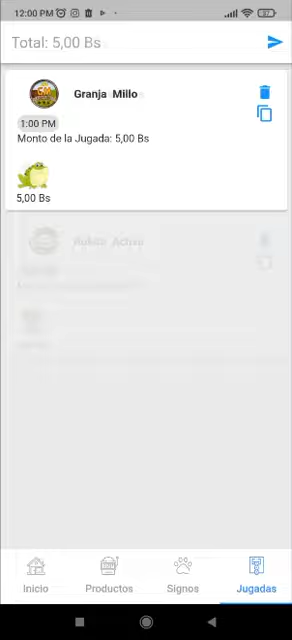 12:00 PM
Total: 5,00 Bs
Granja Millo
1:00 PM
Monto de la Jugada: 5,00 Bs
5,00 Bs
Activo
Inicio
Productos
Signos
Jugadas